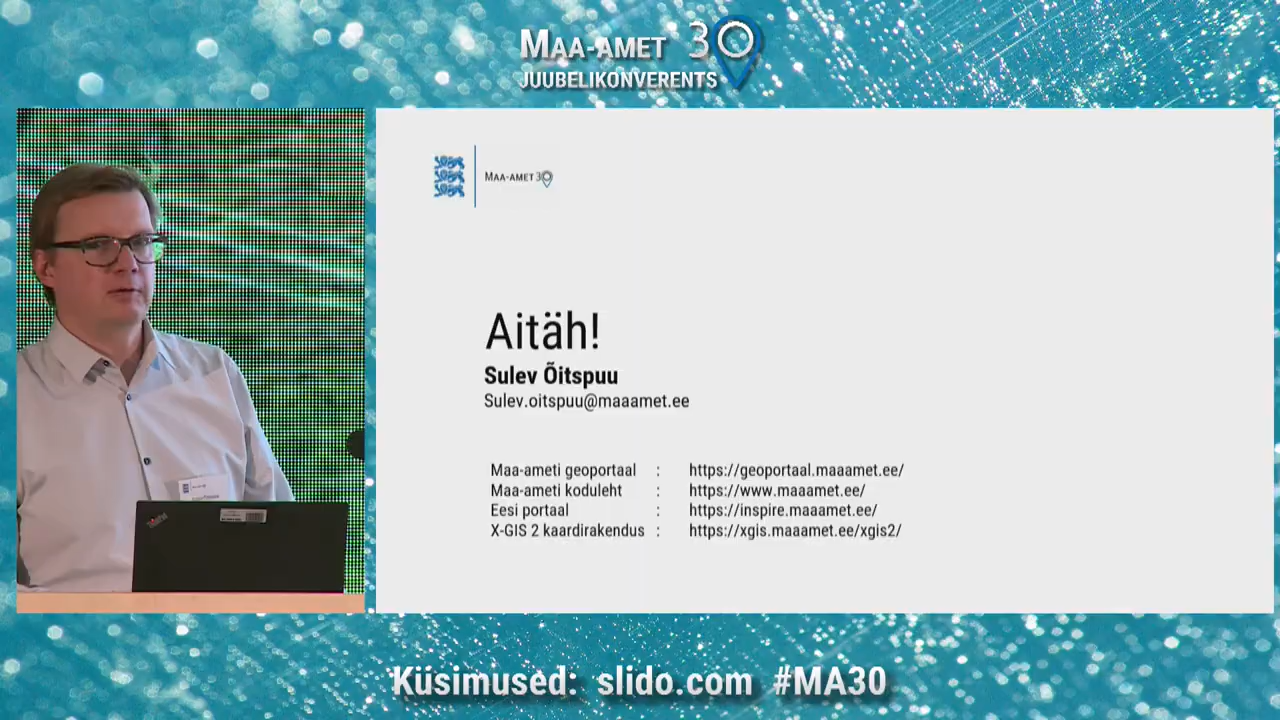 MAA-AMET 30
JUUBELIKONVERENTS
MAA-AMET 30
Aitäh!
Sulev Õitspuu
Sulev.oitspuu@maaamet.ee
Maa-ameti geoportaal : https://geoportaal.maaamet.ee/
Maa-ameti koduleht : https://www.maaamet.ee/
Eesi portaal : https://inspire.maaamet.ee/
X-GIS 2 kaardirakendus : https://xgis.maaamet.ee/xgis2/
ThinkPad
Küsimused: slido.com #MA30